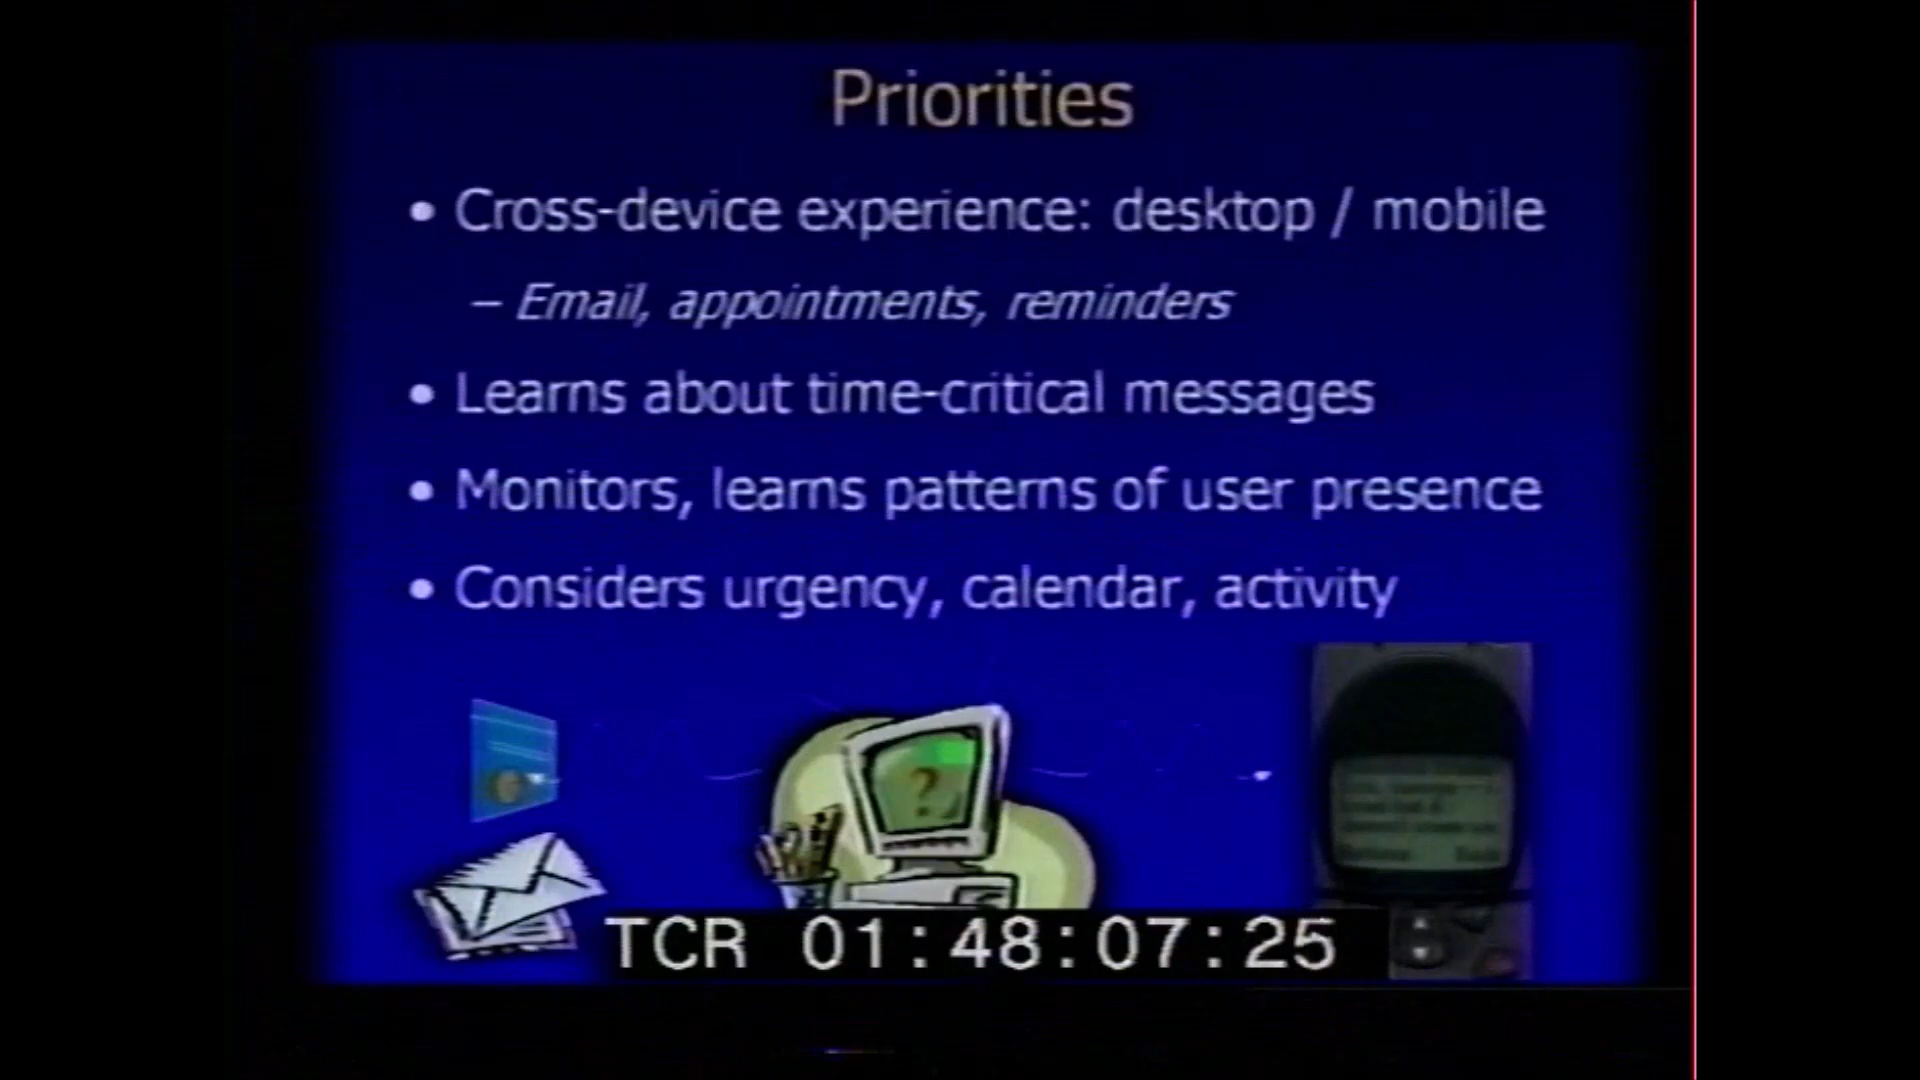 Priorities
• Cross-device experience: desktop / mobile
– Email, appointments, reminders
• Learns about time-critical messages
• Monitors, learns patterns of user presence
• Considers urgency, calendar, activity
?
TCR 01:48:07:25